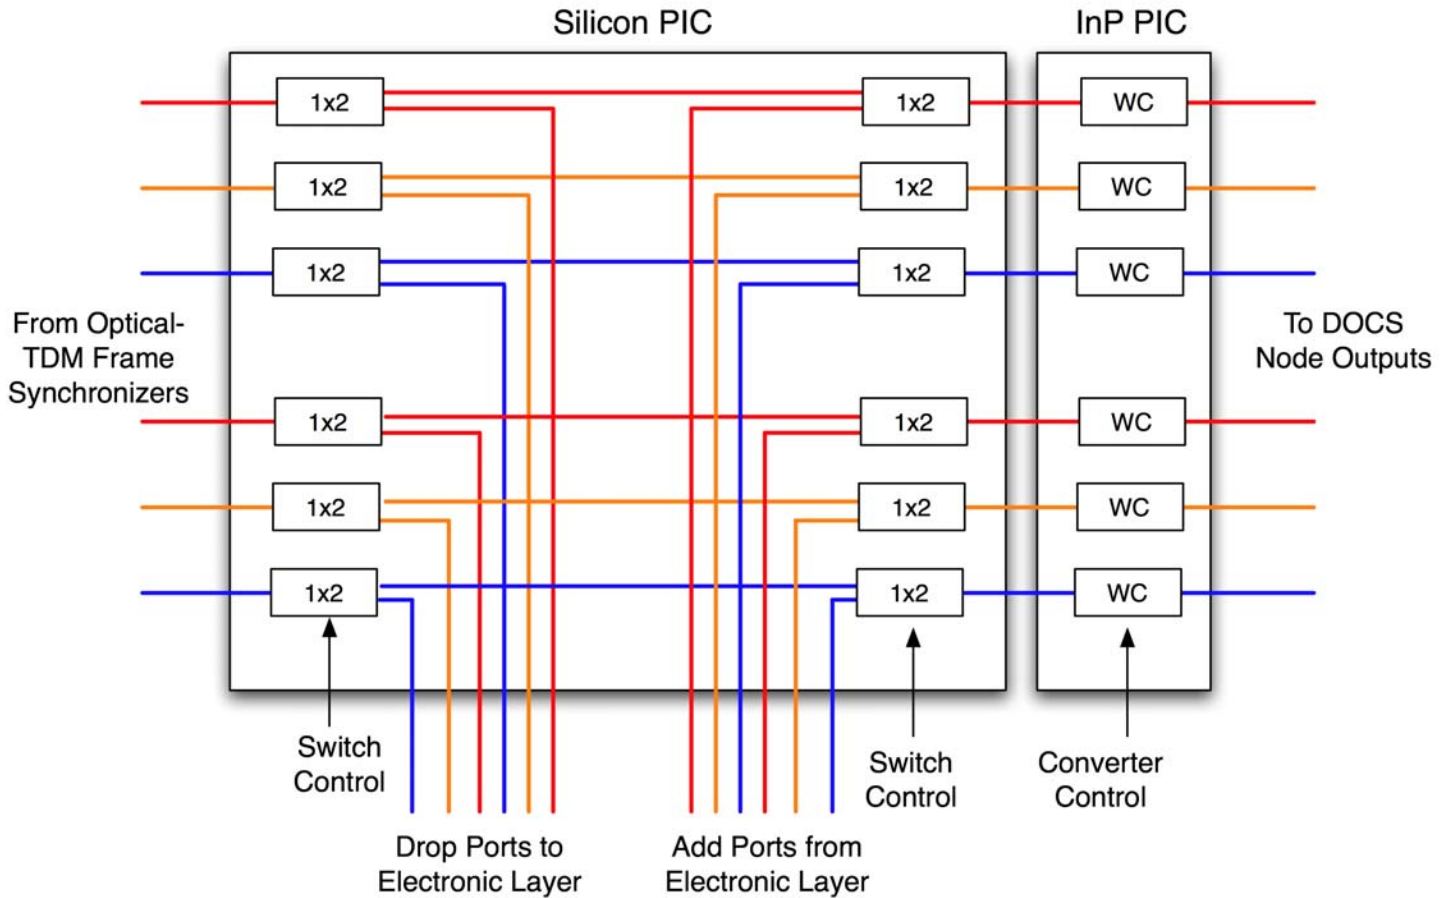 Silicon PIC
InP PIC
1x2
1x2
WC
1x2
1x2
WC
1x2
1x2
WC
From Optical-
TDM Frame
Synchronizers
To DOCS
Node Outputs
1x2
1x2
WC
1x2
1x2
WC
1x2
1x2
WC
Switch
Control
Switch
Control
Converter
Control
Drop Ports to
Electronic Layer
Add Ports from
Electronic Layer